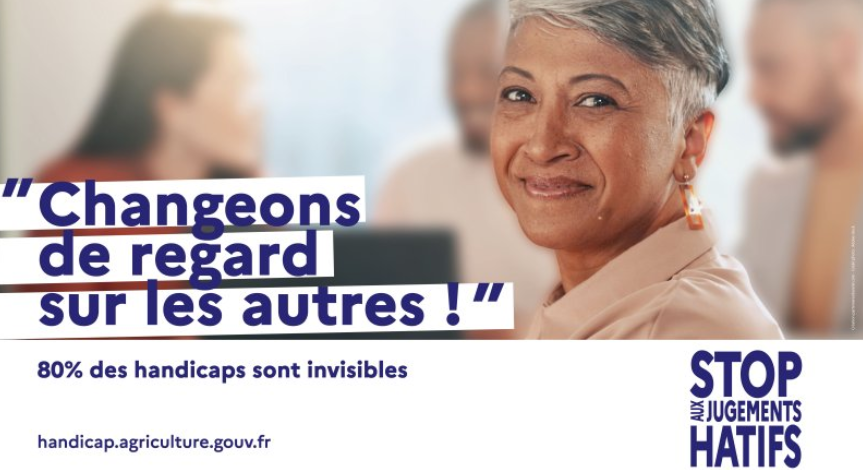 "Changeons
de regard
sur les autres !"
80% des handicaps sont invisibles
handicap.agriculture.gouv.fr
STOP
AUX JUGEMENTS
HATIFS